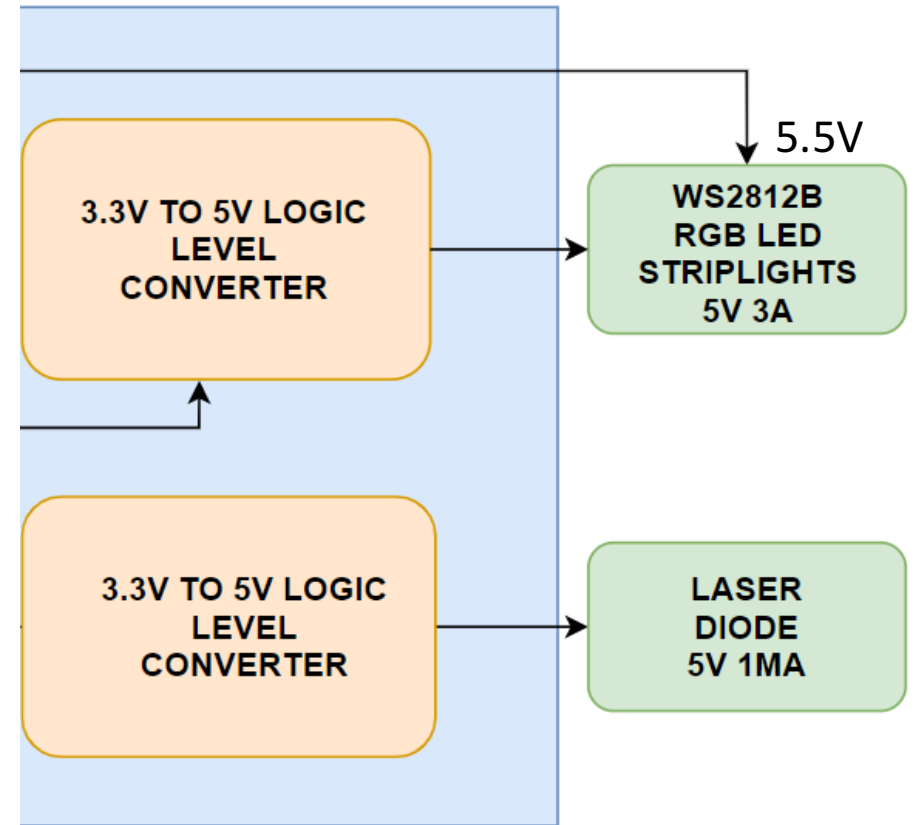 5.5V
3.3V TO 5V LOGIC
LEVEL
CONVERTER
WS2812B
RGB LED
STRIPLIGHTS
5V 3A
3.3V TO 5V LOGIC
LEVEL
CONVERTER
LASER
DIODE
5V 1MA